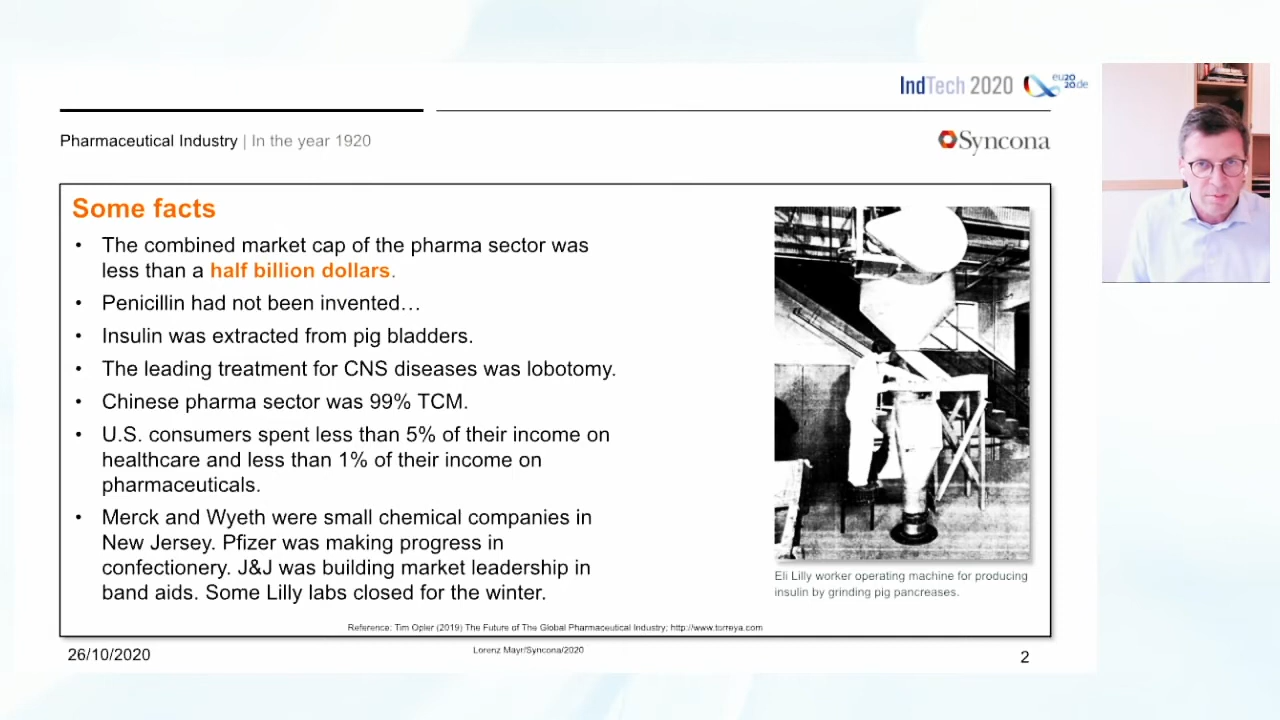 IndTech 2020
eu20
20.de
Pharmaceutical Industry | In the year 1920
Syncona
Some facts
• The combined market cap of the pharma sector was
less than a half billion dollars.
• Penicillin had not been invented…
• Insulin was extracted from pig bladders.
• The leading treatment for CNS diseases was lobotomy.
• Chinese pharma sector was 99% TCM.
• U.S. consumers spent less than 5% of their income on
healthcare and less than 1% of their income on
pharmaceuticals.
• Merck and Wyeth were small chemical companies in
New Jersey. Pfizer was making progress in
confectionery. J&J was building market leadership in
band aids. Some Lilly labs closed for the winter.
Eli Lilly worker operating machine for producing
insulin by grinding pig pancreases.
Reference: Tim Opler (2019) The Future of The Global Pharmaceutical Industry; http://www.torreya.com
26/10/2020
Lorenz Mayr/Syncona/2020
2